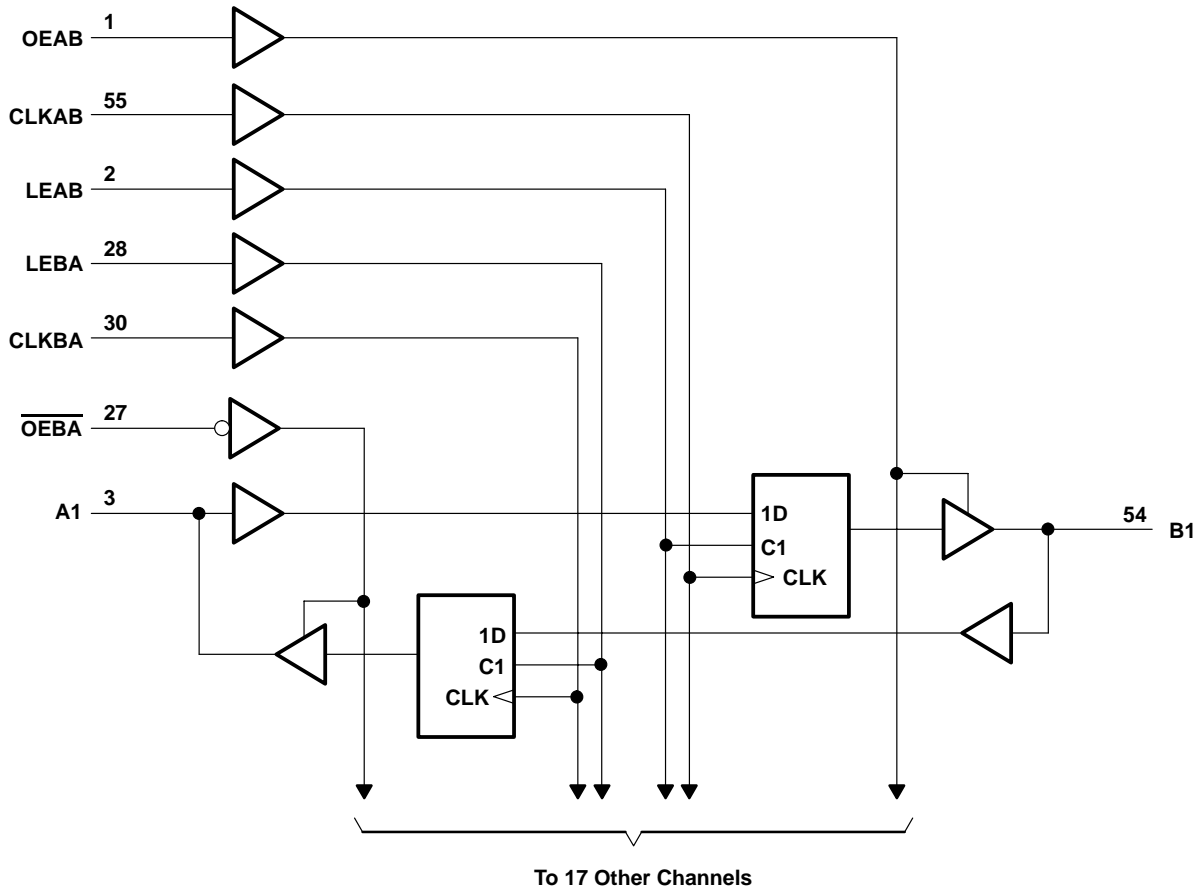 OEAB 1
CLKAB 55
LEAB 2
LEBA 28
CLKBA 30
O̅E̅B̅A̅ 27
A1 3
1D
C1
CLK
54 B1
1D
C1
CLK
To 17 Other Channels